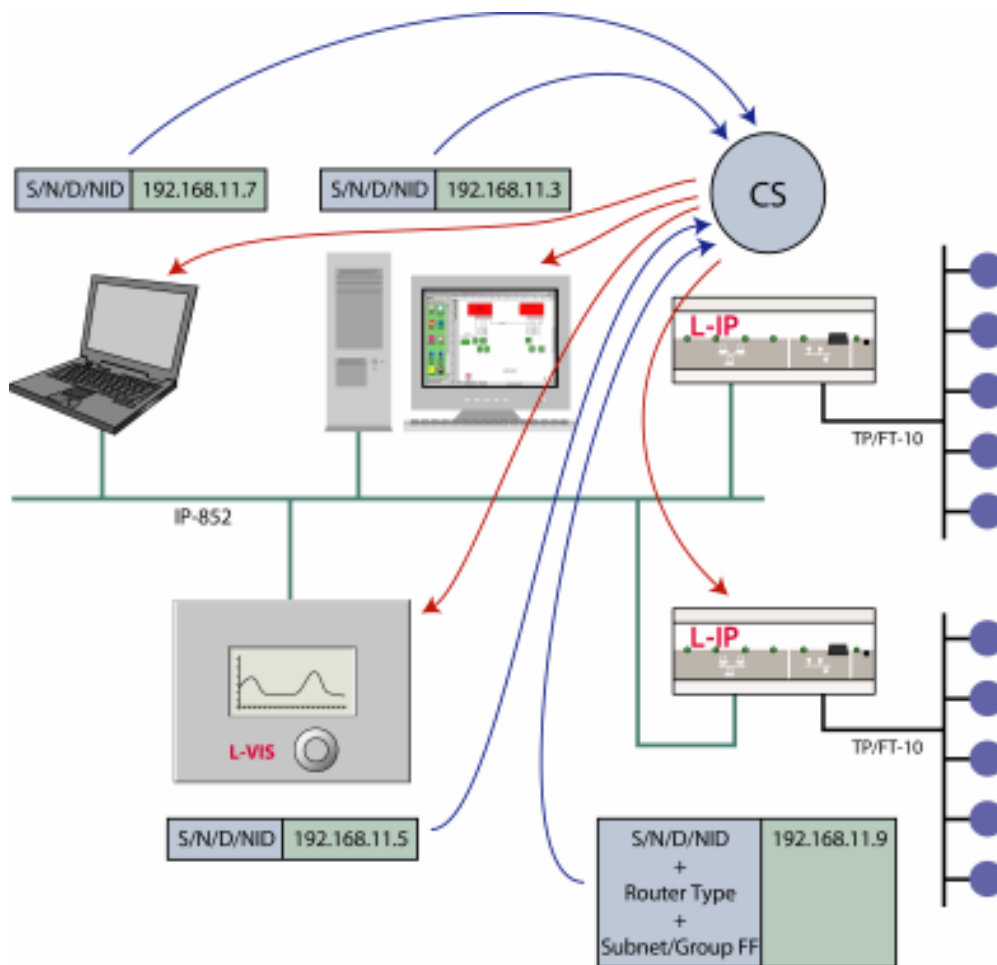 S/N/D/NID 192.168.11.7
S/N/D/NID 192.168.11.3
CS
L-IP
TP/FT-10
IP-852
L-IP
L-VIS
TP/FT-10
S/N/D/NID 192.168.11.5
S/N/D/NID 192.168.11.9
+
Router Type
+
Subnet/Group FF